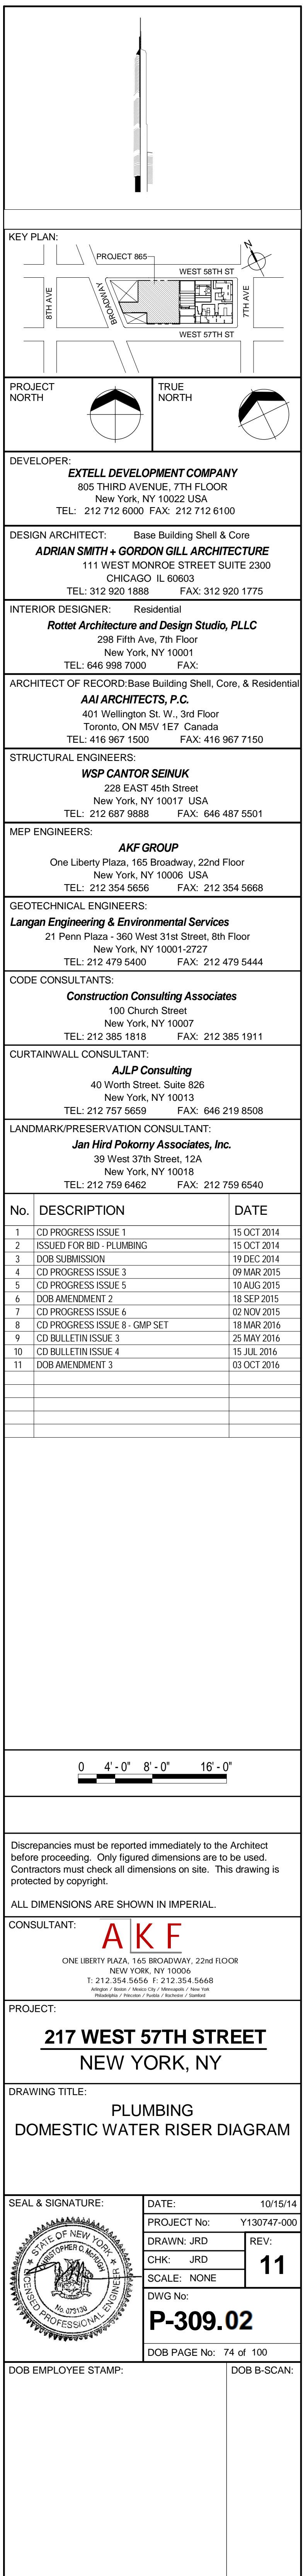 KEY PLAN:
PROJECT 865
N
WEST 58TH ST
8TH AVE
BROADWAY
7TH AVE
WEST 57TH ST
PROJECT NORTH
TRUE NORTH
DEVELOPER:
EXTELL DEVELOPMENT COMPANY
805 THIRD AVENUE, 7TH FLOOR
New York, NY 10022 USA
TEL: 212 712 6000 FAX: 212 712 6100
DESIGN ARCHITECT: Base Building Shell & Core
ADRIAN SMITH + GORDON GILL ARCHITECTURE
111 WEST MONROE STREET SUITE 2300
CHICAGO IL 60603
TEL: 312 920 1888 FAX: 312 920 1775
INTERIOR DESIGNER: Residential
Rottet Architecture and Design Studio, PLLC
298 Fifth Ave, 7th Floor
New York, NY 10001
TEL: 646 998 7000 FAX:
ARCHITECT OF RECORD:Base Building Shell, Core, & Residential
AAI ARCHITECTS, P.C.
401 Wellington St. W., 3rd Floor
Toronto, ON M5V 1E7 Canada
TEL: 416 967 1500 FAX: 416 967 7150
STRUCTURAL ENGINEERS:
WSP CANTOR SEINUK
228 EAST 45th Street
New York, NY 10017 USA
TEL: 212 687 9888 FAX: 646 487 5501
MEP ENGINEERS:
AKF GROUP
One Liberty Plaza, 165 Broadway, 22nd Floor
New York, NY 10006 USA
TEL: 212 354 5656 FAX: 212 354 5668
GEOTECHNICAL ENGINEERS:
Langan Engineering & Environmental Services
21 Penn Plaza - 360 West 31st Street, 8th Floor
New York, NY 10001-2727
TEL: 212 479 5400 FAX: 212 479 5444
CODE CONSULTANTS:
Construction Consulting Associates
100 Church Street
New York, NY 10007
TEL: 212 385 1818 FAX: 212 385 1911
CURTAINWALL CONSULTANT:
AJLP Consulting
40 Worth Street. Suite 826
New York, NY 10013
TEL: 212 757 5659 FAX: 646 219 8508
LANDMARK/PRESERVATION CONSULTANT:
Jan Hird Pokorny Associates, Inc.
39 West 37th Street, 12A
New York, NY 10018
TEL: 212 759 6462 FAX: 212 759 6540
No. DESCRIPTION DATE
1 CD PROGRESS ISSUE 1 15 OCT 2014
2 ISSUED FOR BID - PLUMBING 15 OCT 2014
3 DOB SUBMISSION 19 DEC 2014
4 CD PROGRESS ISSUE 3 09 MAR 2015
5 CD PROGRESS ISSUE 5 10 AUG 2015
6 DOB AMENDMENT 2 18 SEP 2015
7 CD PROGRESS ISSUE 6 02 NOV 2015
8 CD PROGRESS ISSUE 8 - GMP SET 18 MAR 2016
9 CD BULLETIN ISSUE 3 25 MAY 2016
10 CD BULLETIN ISSUE 4 15 JUL 2016
11 DOB AMENDMENT 3 03 OCT 2016
0 4' - 0" 8' - 0" 16' - 0"
Discrepancies must be reported immediately to the Architect
before proceeding. Only figured dimensions are to be used.
Contractors must check all dimensions on site. This drawing is
protected by copyright.
ALL DIMENSIONS ARE SHOWN IN IMPERIAL.
CONSULTANT:
AKF
ONE LIBERTY PLAZA, 165 BROADWAY, 22nd FLOOR
NEW YORK, NY 10006
T: 212.354.5656 F: 212.354.5668
Arlington / Boston / Mexico City / Minneapolis / New York
Philadelphia / Princeton / Puebla / Rochester / Stamford
PROJECT:
217 WEST 57TH STREET
NEW YORK, NY
DRAWING TITLE:
PLUMBING
DOMESTIC WATER RISER DIAGRAM
SEAL & SIGNATURE:
STATE OF NEW YORK
CHRISTOPHER O. McHUGH
No. 073130
LICENSED PROFESSIONAL ENGINEER
DATE: 10/15/14
PROJECT No: Y130747-000
DRAWN: JRD
CHK: JRD
SCALE: NONE
REV:
11
DWG No:
P-309.02
DOB PAGE No: 74 of 100
DOB EMPLOYEE STAMP:
DOB B-SCAN: